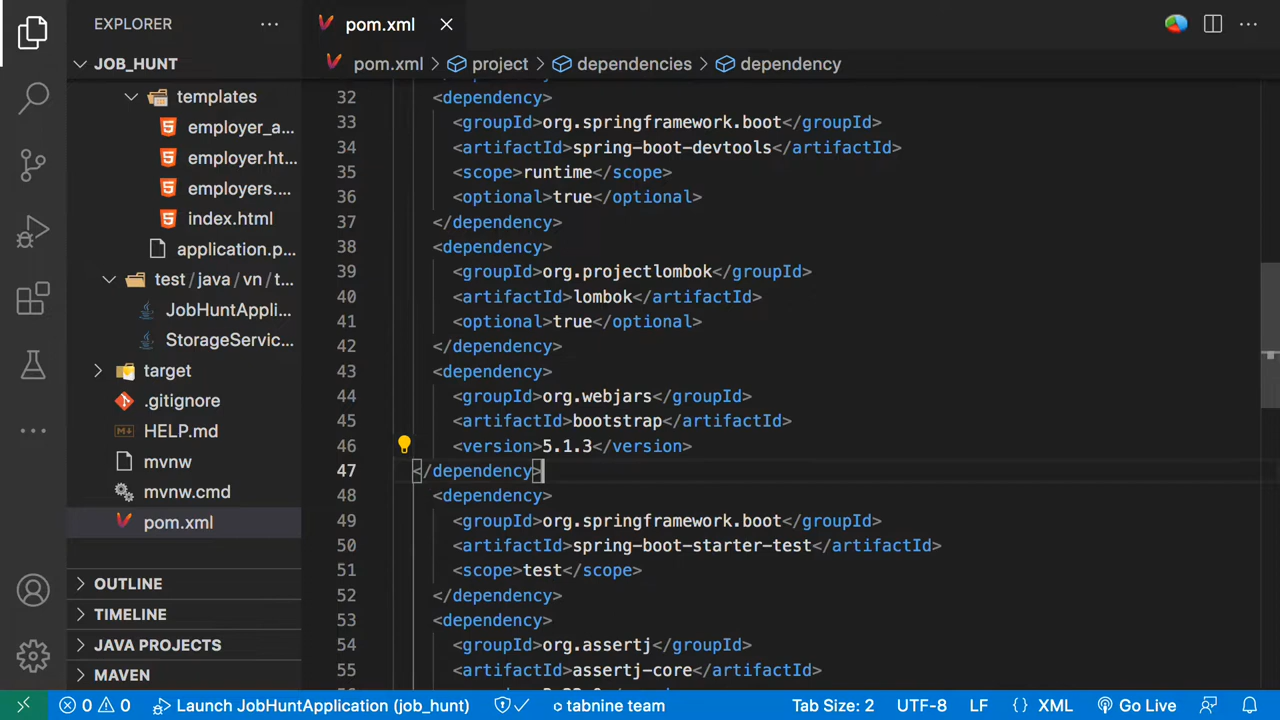 EXPLORER
JOB_HUNT
templates
employer_a...
employer.ht...
employers....
index.html
application.p...
test/java/vn/t...
JobHuntAppli...
StorageServic...
target
.gitignore
HELP.md
mvnw
mvnw.cmd
pom.xml
OUTLINE
TIMELINE
JAVA PROJECTS
MAVEN
pom.xml
pom.xml > project > dependencies > dependency
32 <dependency>
33 <groupId>org.springframework.boot</groupId>
34 <artifactId>spring-boot-devtools</artifactId>
35 <scope>runtime</scope>
36 <optional>true</optional>
37 </dependency>
38 <dependency>
39 <groupId>org.projectlombok</groupId>
40 <artifactId>lombok</artifactId>
41 <optional>true</optional>
42 </dependency>
43 <dependency>
44 <groupId>org.webjars</groupId>
45 <artifactId>bootstrap</artifactId>
46 <version>5.1.3</version>
47 </dependency>
48 <dependency>
49 <groupId>org.springframework.boot</groupId>
50 <artifactId>spring-boot-starter-test</artifactId>
51 <scope>test</scope>
52 </dependency>
53 <dependency>
54 <groupId>org.assertj</groupId>
55 <artifactId>assertj-core</artifactId>
0 0 Launch JobHuntApplication (job_hunt) tabnine team Tab Size: 2 UTF-8 LF {} XML Go Live